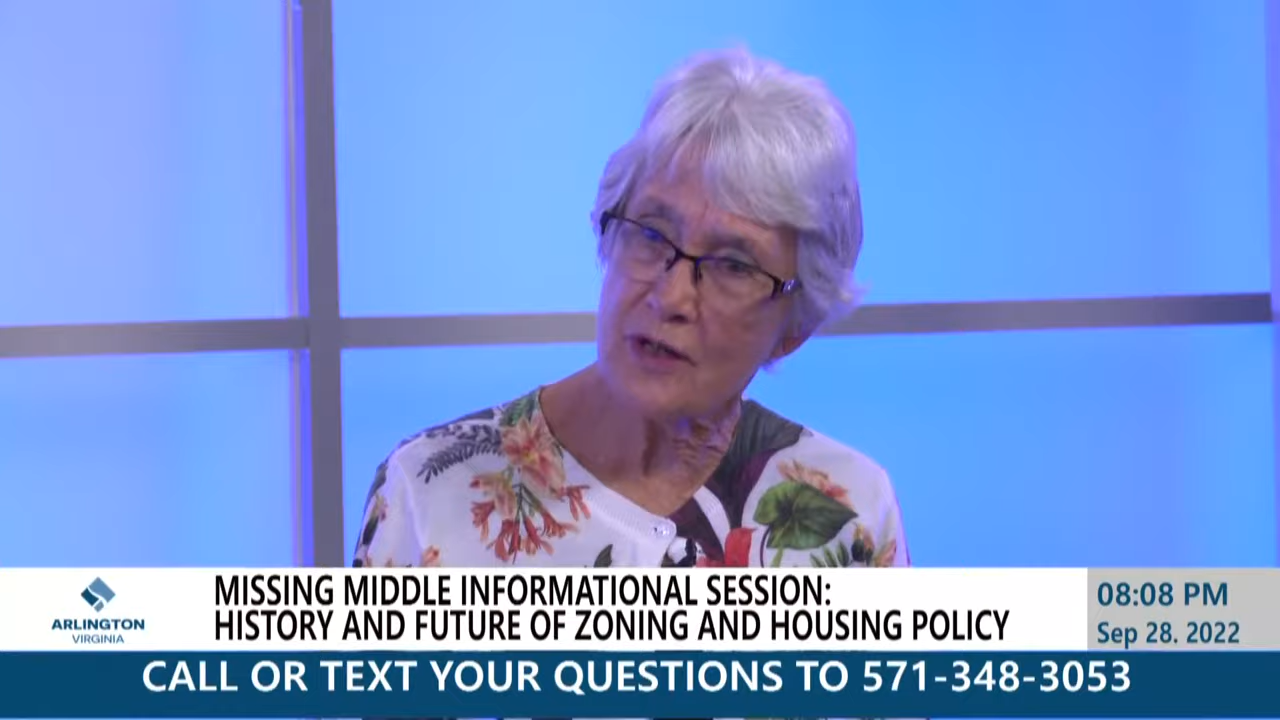 MISSING MIDDLE INFORMATIONAL SESSION:
HISTORY AND FUTURE OF ZONING AND HOUSING POLICY
ARLINGTON
VIRGINIA
08:08 PM
Sep 28. 2022
CALL OR TEXT YOUR QUESTIONS TO 571-348-3053